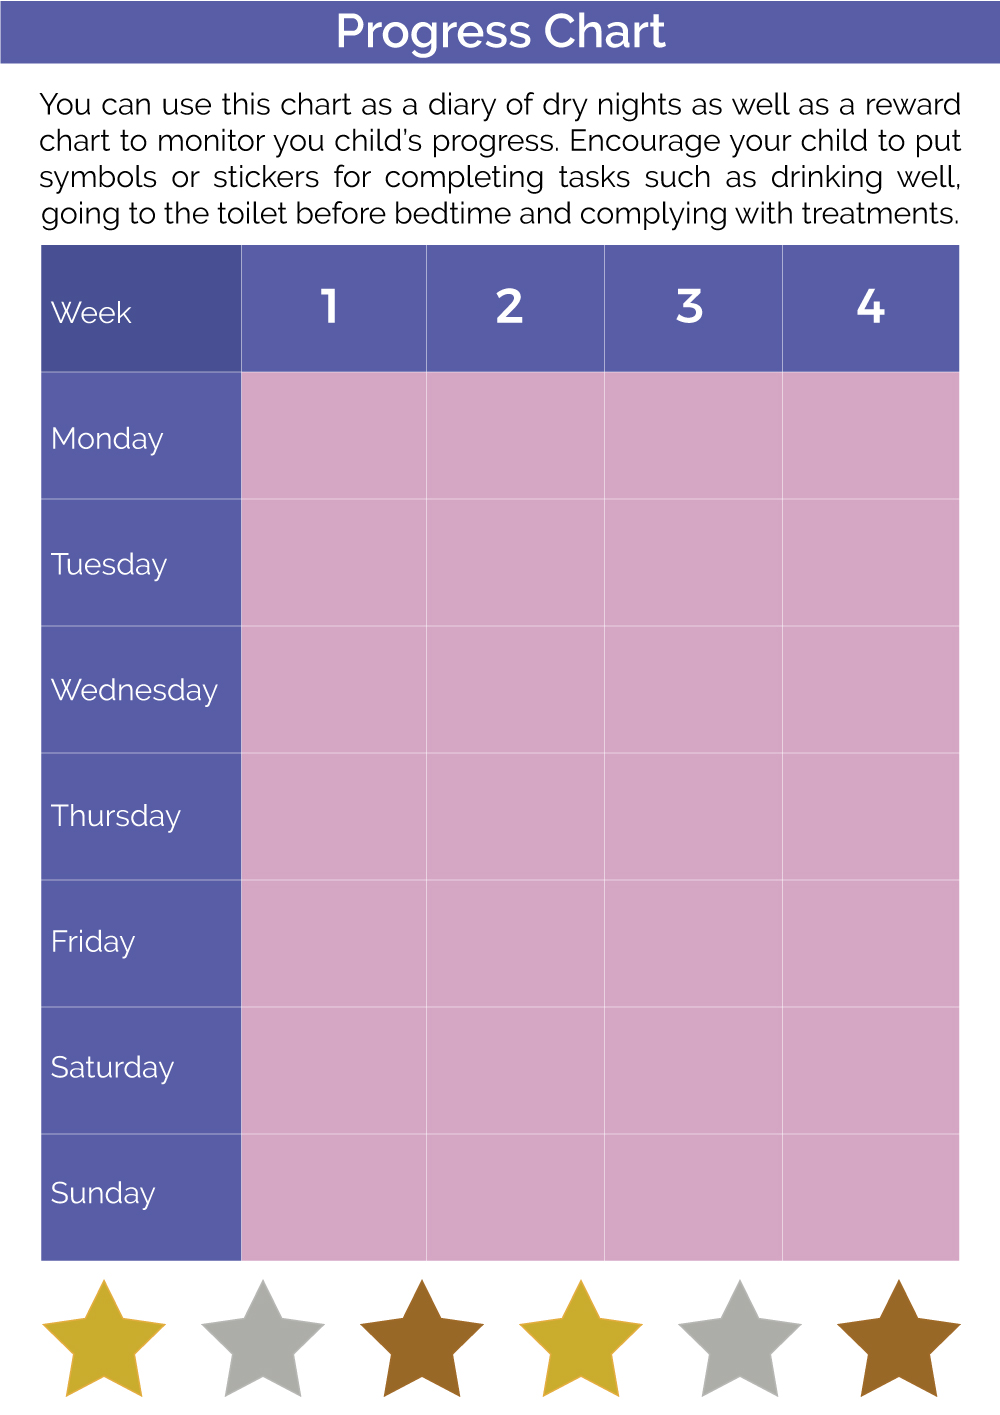 Progress Chart
You can use this chart as a diary of dry nights as well as a reward
chart to monitor you child's progress. Encourage your child to put
symbols or stickers for completing tasks such as drinking well,
going to the toilet before bedtime and complying with treatments.
Week 1 2 3 4
Monday
Tuesday
Wednesday
Thursday
Friday
Saturday
Sunday